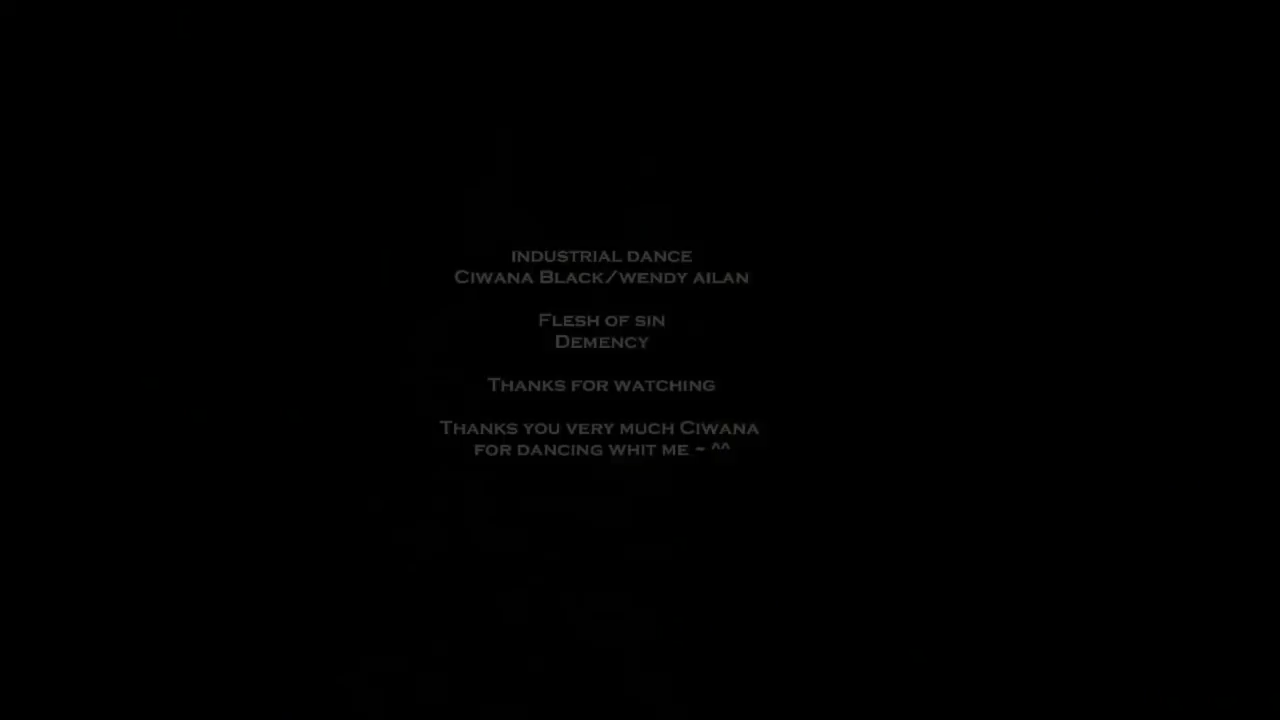 INDUSTRIAL DANCE
CIWANA BLACK/WENDY AILAN
FLESH OF SIN
DEMENCY
THANKS FOR WATCHING
THANKS YOU VERY MUCH CIWANA
FOR DANCING WHIT ME ~ ^^